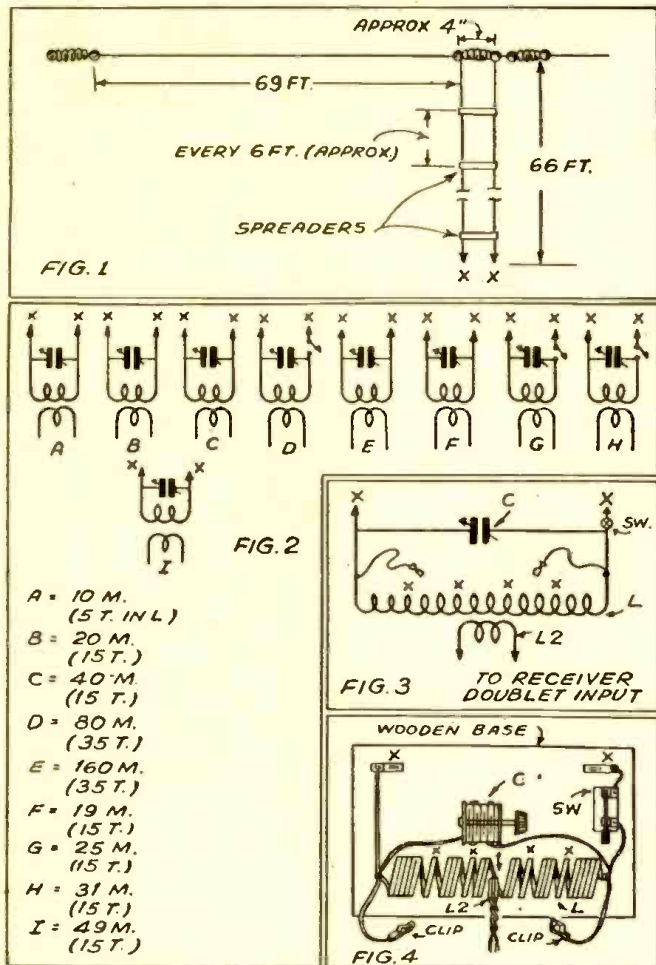 APPROX 4"
69 FT.
EVERY 6 FT. (APPROX.)
66 FT.
SPREADERS
X X
FIG. 1
X X X X X X X X X X X X X X X X
A B C D E F G H
X X
I
FIG. 2
A = 10 M.
(5 T. IN L)
B = 20 M.
(15 T.)
C = 40 M.
(15 T.)
D = 80 M.
(35 T.)
E = 160 M.
(35 T.)
F = 19 M.
(15 T.)
G = 25 M.
(15 T.)
H = 31 M.
(15 T.)
I = 49 M.
(15 T.)
X C X
SW.
X X X X
L
L2
TO RECEIVER
DOUBLET INPUT
FIG. 3
WOODEN BASE
X C X
SW
X X X X
L2 L
CLIP CLIP
FIG. 4